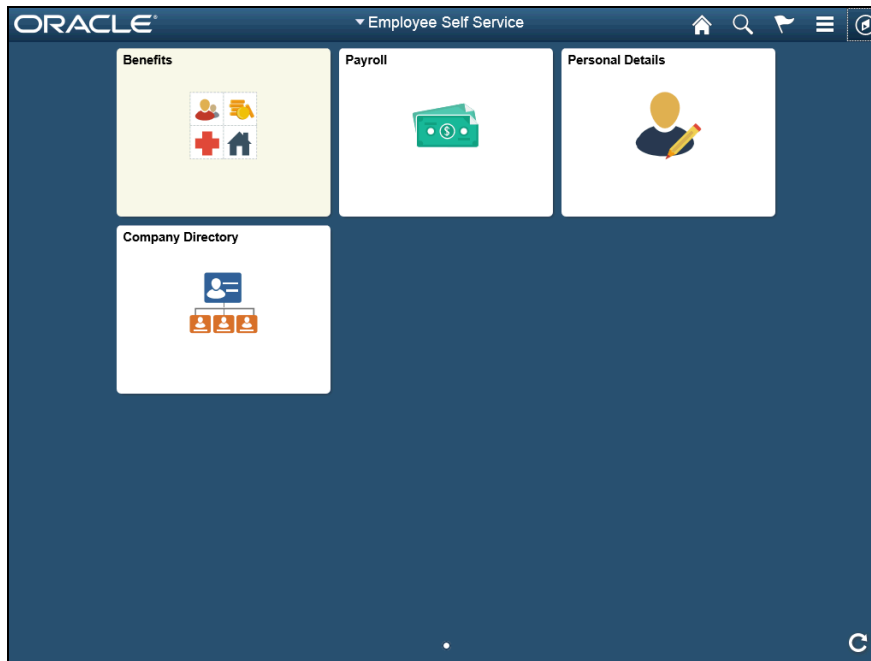 ORACLE
Employee Self Service
Benefits
Payroll
Personal Details
Company Directory